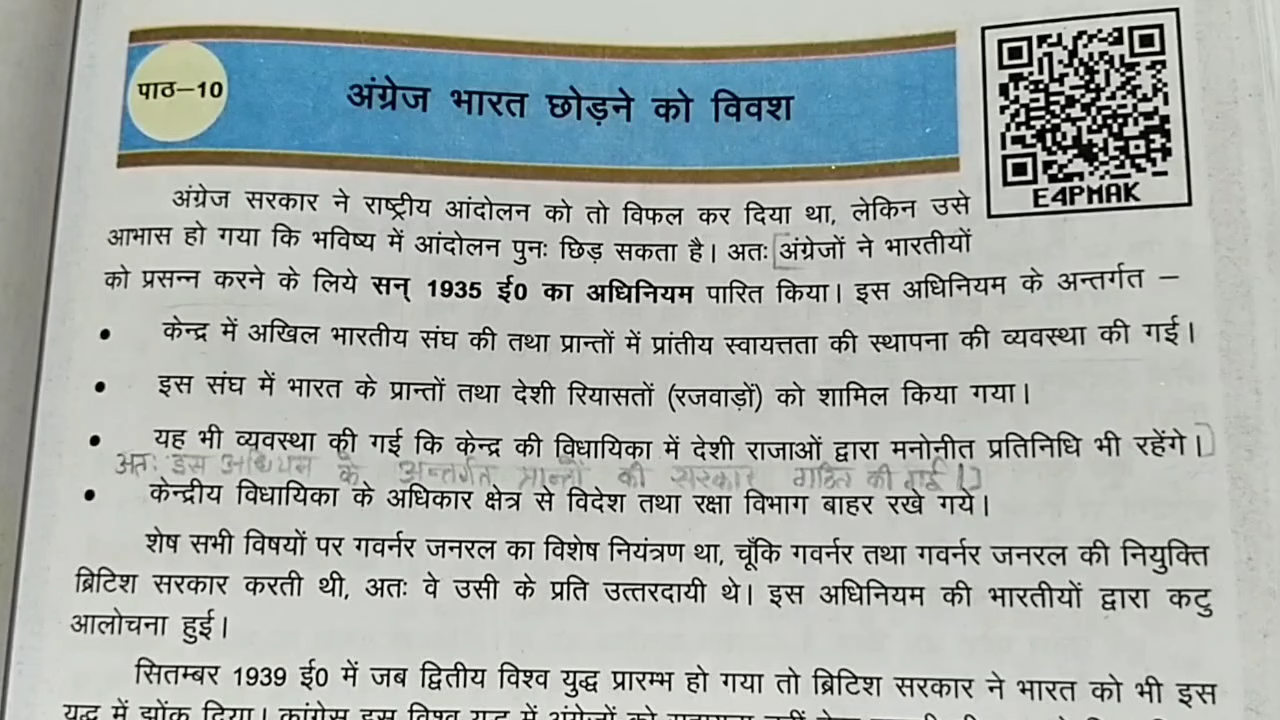 पाठ–10
अंग्रेज भारत छोड़ने को विवश
E4PMAK
अंग्रेज सरकार ने राष्ट्रीय आंदोलन को तो विफल कर दिया था, लेकिन उसे
आभास हो गया कि भविष्य में आंदोलन पुनः छिड़ सकता है। अतः [अंग्रेजों ने भारतीयों
को प्रसन्न करने के लिये सन् 1935 ई0 का अधिनियम पारित किया। इस अधिनियम के अन्तर्गत –
• केन्द्र में अखिल भारतीय संघ की तथा प्रान्तों में प्रांतीय स्वायत्तता की स्थापना की व्यवस्था की गई।
• इस संघ में भारत के प्रान्तों तथा देशी रियासतों (रजवाड़ों) को शामिल किया गया।
• यह भी व्यवस्था की गई कि केन्द्र की विधायिका में देशी राजाओं द्वारा मनोनीत प्रतिनिधि भी रहेंगे।]
अतः इस अधियम के अन्तर्गत प्रान्तों की सरकार गठित की गई।]
• केन्द्रीय विधायिका के अधिकार क्षेत्र से विदेश तथा रक्षा विभाग बाहर रखे गये।
शेष सभी विषयों पर गवर्नर जनरल का विशेष नियंत्रण था, चूँकि गवर्नर तथा गवर्नर जनरल की नियुक्ति
ब्रिटिश सरकार करती थी, अतः वे उसी के प्रति उत्तरदायी थे। इस अधिनियम की भारतीयों द्वारा कटु
आलोचना हुई।
सितम्बर 1939 ई0 में जब द्वितीय विश्व युद्ध प्रारम्भ हो गया तो ब्रिटिश सरकार ने भारत को भी इस
युद्ध में झोंक दिया। कांग्रेस इस विश्व युद्ध में अंग्रेजों को